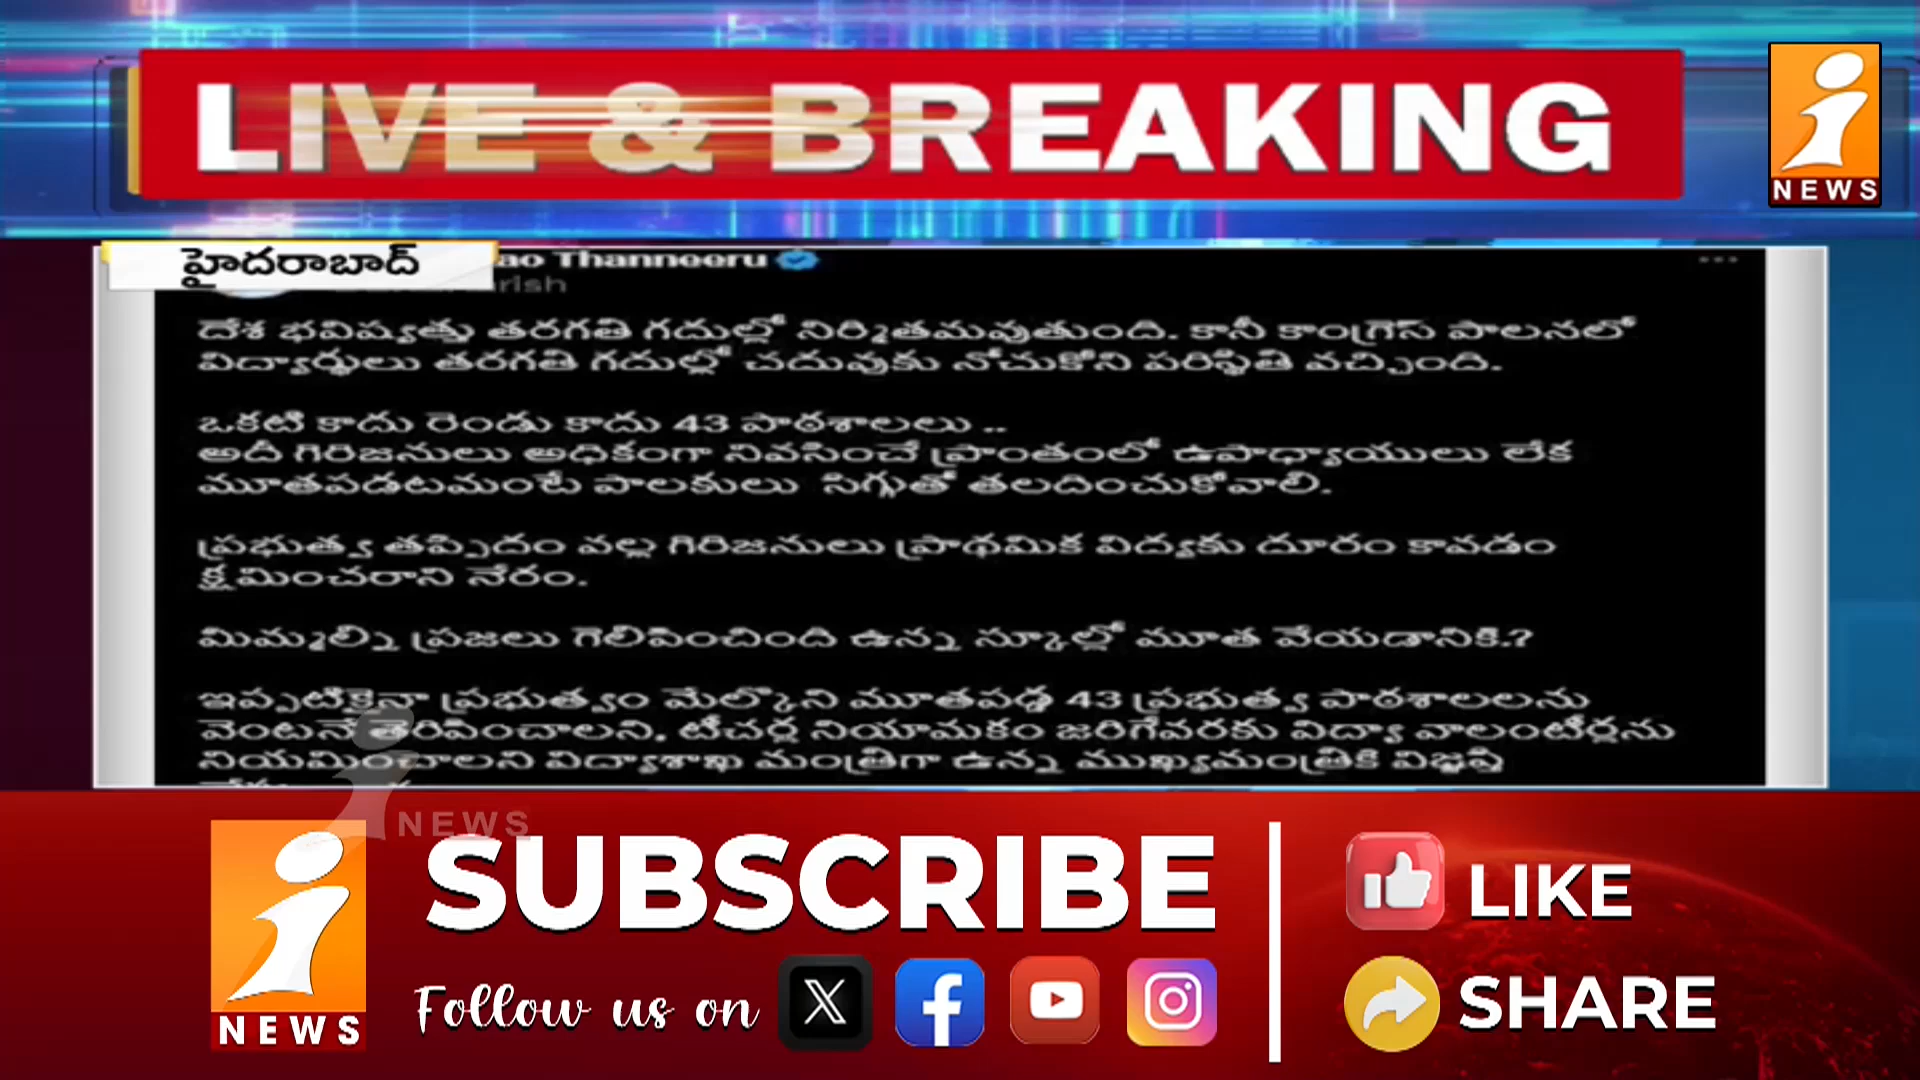 LIVE & BREAKING
i
NEWS
హైదరాబాద్
ao Thanneeru
rish
దేశ భవిష్యత్తు తరగతి గదుల్లో నిర్మితమవుతుంది. కానీ కాంగ్రెస్ పాలనలో
విద్యార్థులు తరగతి గదుల్లో చదువుకు నోచుకోని పరిస్థితి వచ్చింది.
ఒకటి కాదు రెండు కాదు 43 పాఠశాలలు ..
అదీ గిరిజనులు అధికంగా నివసించే ప్రాంతంలో ఉపాధ్యాయులు లేక
మూతపడటమంటే పాలకులు సిగ్గుతో తలదించుకోవాలి.
ప్రభుత్వ తప్పిదం వల్ల గిరిజనులు ప్రాథమిక విద్యకు దూరం కావడం
క్షమించరాని నేరం.
మిమ్మల్ని ప్రజలు గెలిపించింది ఉన్న స్కూల్లో మూత వేయడానికి.?
ఇప్పటికైనా ప్రభుత్వం మేల్కొని మూతపడ్డ 43 ప్రభుత్వ పాఠశాలలను
వెంటనే తెరిపించాలని, టీచర్ల నియామకం జరిగేవరకు విద్యా వాలంటీర్లను
నియమించాలని విద్యాశాఖ మంత్రిగా ఉన్న ముఖ్యమంత్రికి విజ్ఞప్తి
i
NEWS
i
NEWS
SUBSCRIBE
Follow us on
LIKE
SHARE